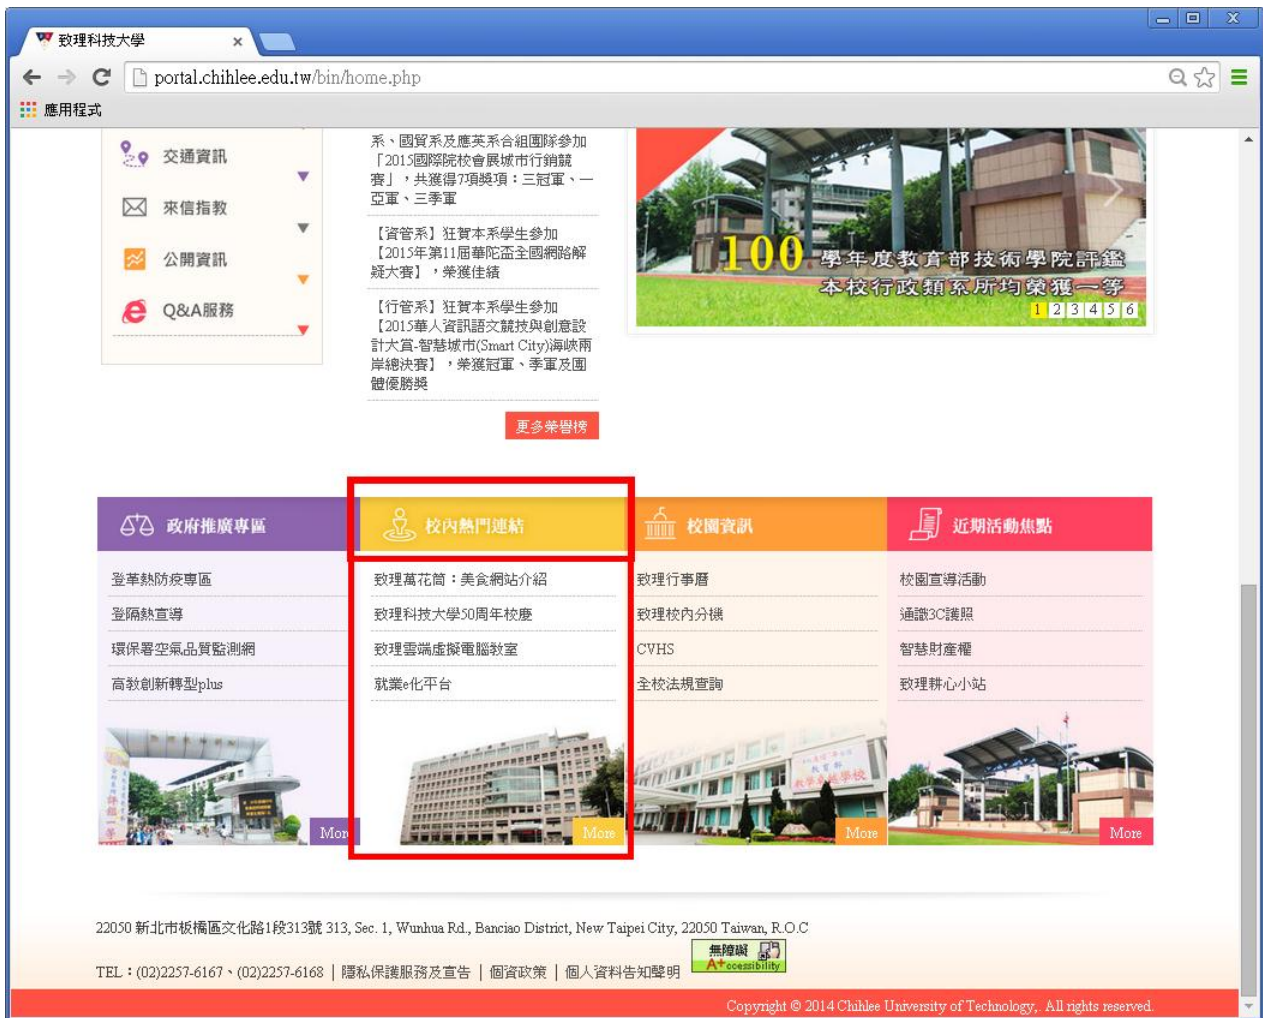 致理科技大學
portal.chihlee.edu.tw/bin/home.php
應用程式
交通資訊
來信指教
公開資訊
Q&A服務
系、國貿系及應英系合組團隊參加
「2015國際院校會展城市行銷競
賽」，共獲得7項獎項：三冠軍、一
亞軍、三季軍
【資管系】狂賀本系學生參加
【2015年第11屆華陀盃全國網路解
疑大賽】，榮獲佳績
【行管系】狂賀本系學生參加
【2015華人資訊語文競技與創意設
計大賞-智慧城市(Smart City)海峽兩
岸總決賽】，榮獲冠軍、季軍及團
體優勝獎
更多榮譽榜
100 學年度教育部技術學院評鑑
本校行政類系所均榮獲一等
1 2 3 4 5 6
政府推廣專區
登革熱防疫專區
登隔熱宣導
環保署空氣品質監測網
高教創新轉型plus
More
校內熱門連結
致理萬花筒：美食網站介紹
致理科技大學50周年校慶
致理雲端虛擬電腦教室
就業e化平台
More
校園資訊
致理行事曆
致理校內分機
CVHS
全校法規查詢
教育部
教學卓越學校
More
近期活動焦點
校園宣導活動
通識3C護照
智慧財產權
致理耕心小站
More
22050 新北市板橋區文化路1段313號 313, Sec. 1, Wunhua Rd., Banciao District, New Taipei City, 22050 Taiwan, R.O.C
TEL：(02)2257-6167、(02)2257-6168 | 隱私保護服務及宣告 | 個資政策 | 個人資料告知聲明
無障礙
A+ ccessibility
Copyright © 2014 Chihlee University of Technology,. All rights reserved.